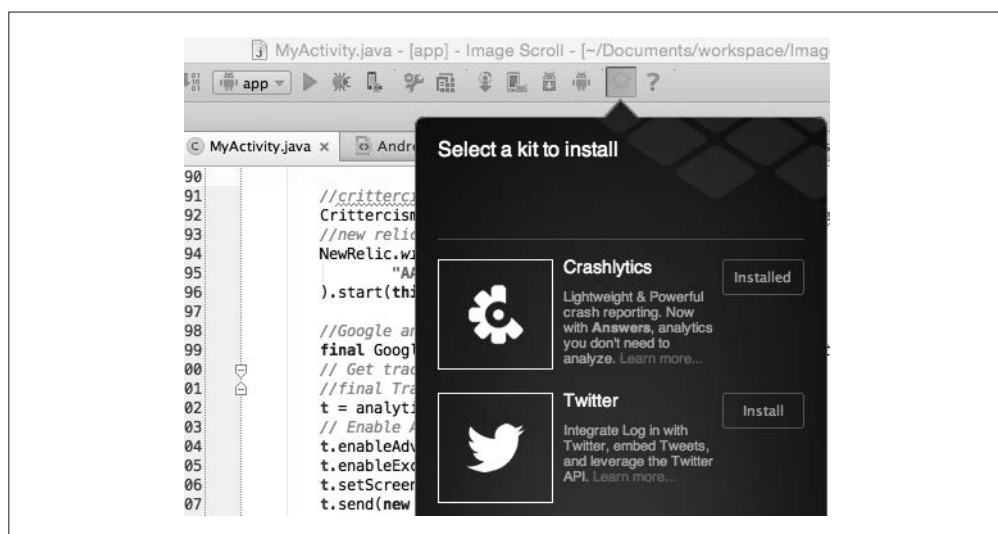 MyActivity.java - [app] - Image Scroll - [~/Documents/workspace/Imag
app
?
MyActivity.java ×
Andr
Select a kit to install
90
91 //crittercı
92 Crittercism
93 //new relic
94 NewRelic.wi
95 "AA
96 ).start(thi
97
98 //Google an
99 final Googl
00 // Get trac
01 //final Tra
02 t = analyti
03 // Enable A
04 t.enableAdv
05 t.enableExc
06 t.setScreen
07 t.send(new
Crashlytics
Installed
Lightweight & Powerful
crash reporting. Now
with Answers, analytics
you don't need to
analyze. Learn more...
Twitter
Install
Integrate Log in with
Twitter, embed Tweets,
and leverage the Twitter
API. Learn more...